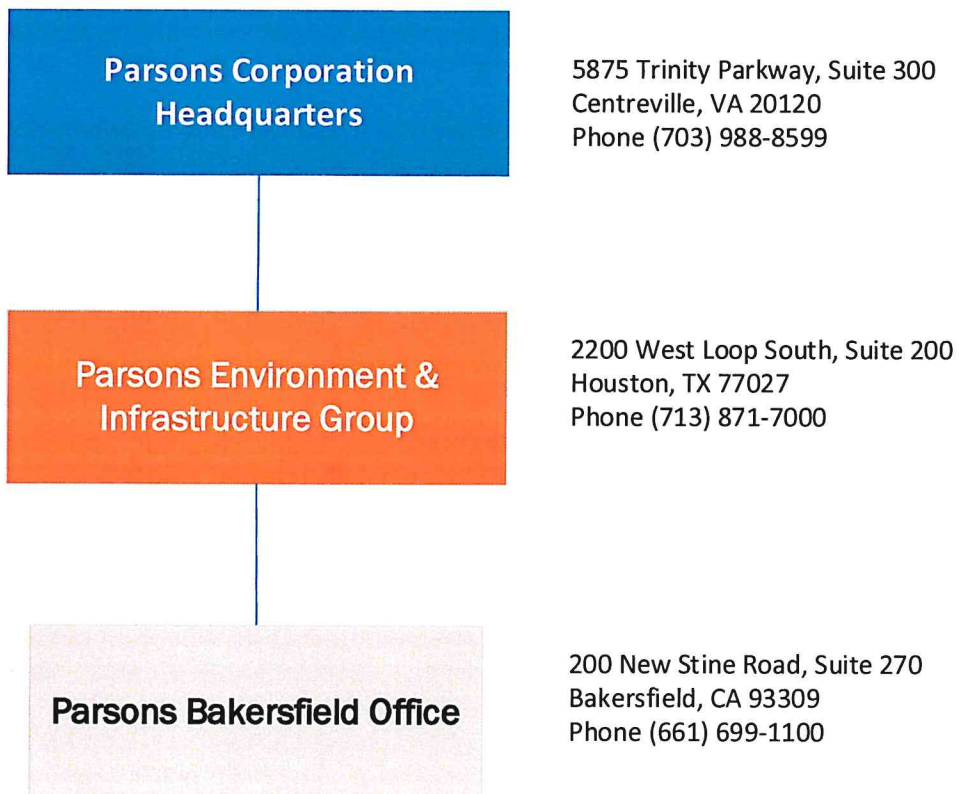 Parsons Corporation
Headquarters
5875 Trinity Parkway, Suite 300
Centreville, VA 20120
Phone (703) 988-8599
Parsons Environment &
Infrastructure Group
2200 West Loop South, Suite 200
Houston, TX 77027
Phone (713) 871-7000
Parsons Bakersfield Office
200 New Stine Road, Suite 270
Bakersfield, CA 93309
Phone (661) 699-1100